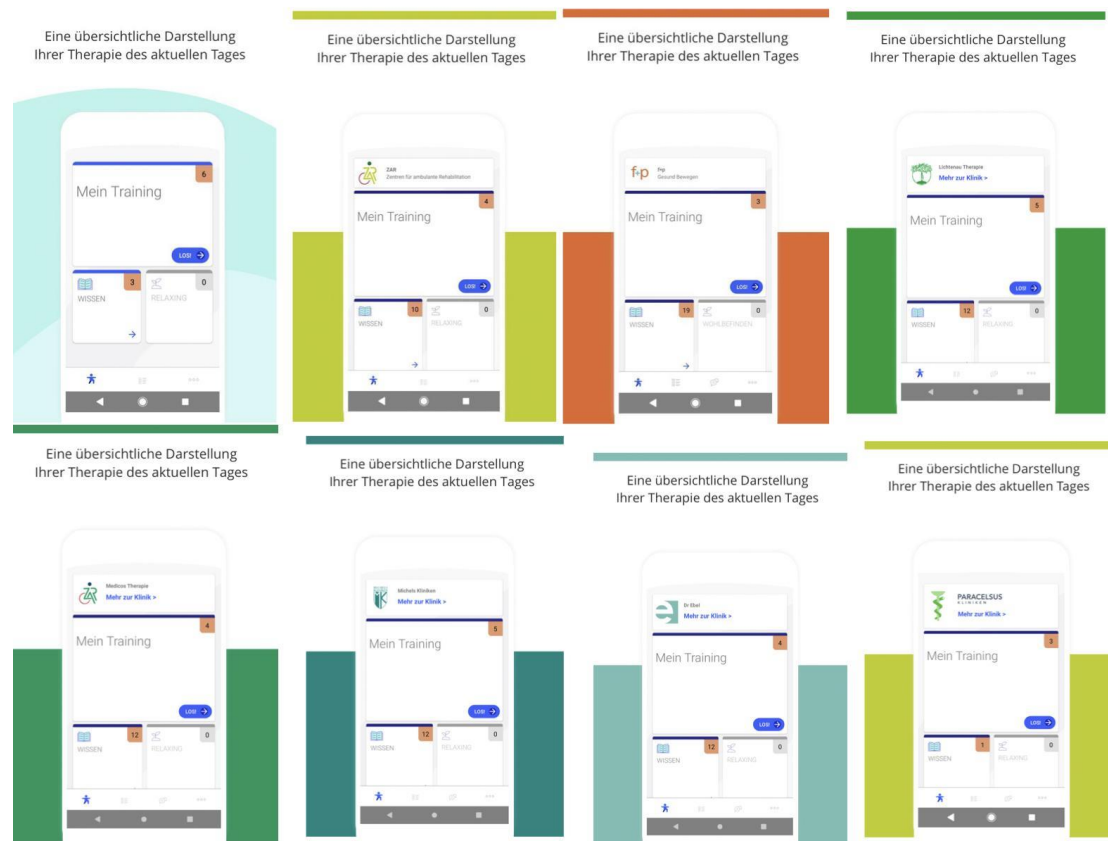 Eine übersichtliche Darstellung
Ihrer Therapie des aktuellen Tages
6
Mein Training
LOS!
3
WISSEN
0
RELAXING
Eine übersichtliche Darstellung
Ihrer Therapie des aktuellen Tages
ZAR
ZAR
Zentren für ambulante Rehabilitation
4
Mein Training
LOS!
10
WISSEN
0
RELAXING
Eine übersichtliche Darstellung
Ihrer Therapie des aktuellen Tages
f+p
frp
Gesund Bewegen
3
Mein Training
LOS!
19
WISSEN
0
WOHLBEFINDEN
Eine übersichtliche Darstellung
Ihrer Therapie des aktuellen Tages
Lichtenau Therapie
Mehr zur Klinik >
5
Mein Training
LOS!
12
WISSEN
0
RELAXING
Eine übersichtliche Darstellung
Ihrer Therapie des aktuellen Tages
ZAR
Medicos Therapie
Mehr zur Klinik >
4
Mein Training
LOS!
12
WISSEN
0
RELAXING
Eine übersichtliche Darstellung
Ihrer Therapie des aktuellen Tages
Michels Kliniken
Mehr zur Klinik >
5
Mein Training
LOS!
12
WISSEN
0
RELAXING
Eine übersichtliche Darstellung
Ihrer Therapie des aktuellen Tages
Dr Ebel
Mehr zur Klinik >
4
Mein Training
LOS!
12
WISSEN
0
RELAXING
Eine übersichtliche Darstellung
Ihrer Therapie des aktuellen Tages
PARACELSUS
KLINIKEN
Mehr zur Klinik >
3
Mein Training
LOS!
1
WISSEN
0
RELAXING